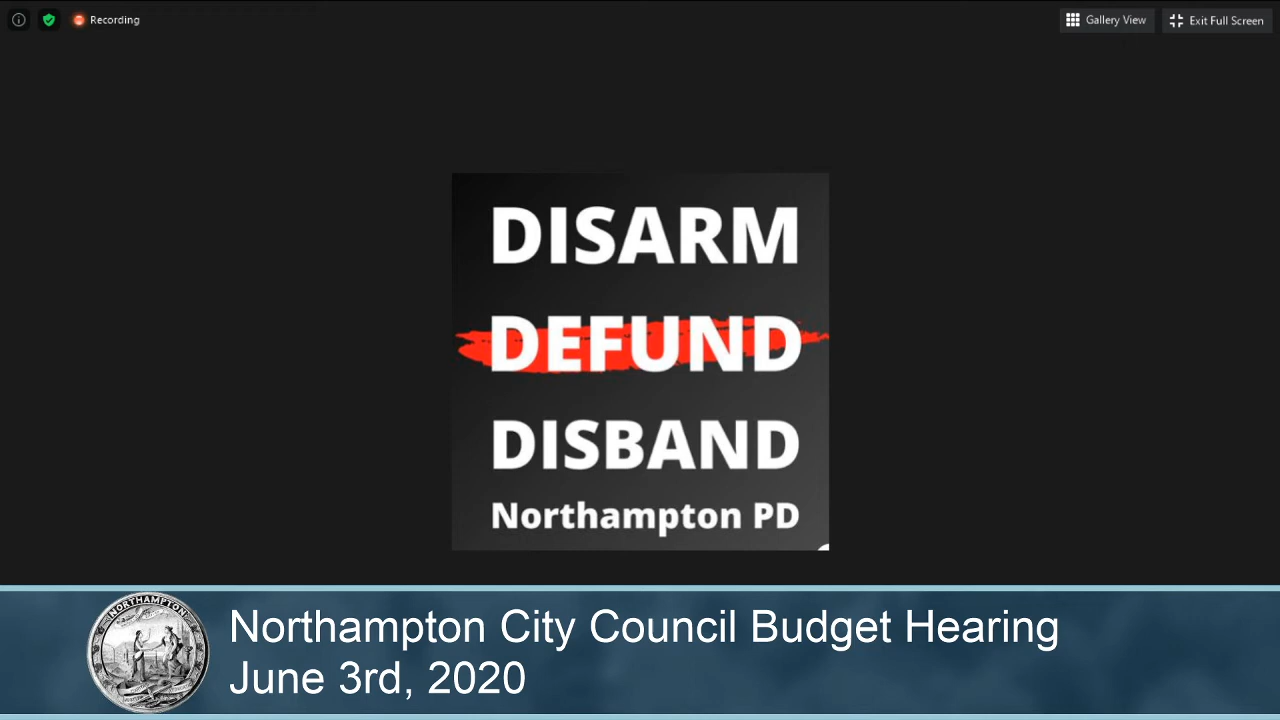 Recording
Gallery View
Exit Full Screen
DISARM
DEFUND
DISBAND
Northampton PD
NORTHAMPTON
Northampton City Council Budget Hearing
June 3rd, 2020